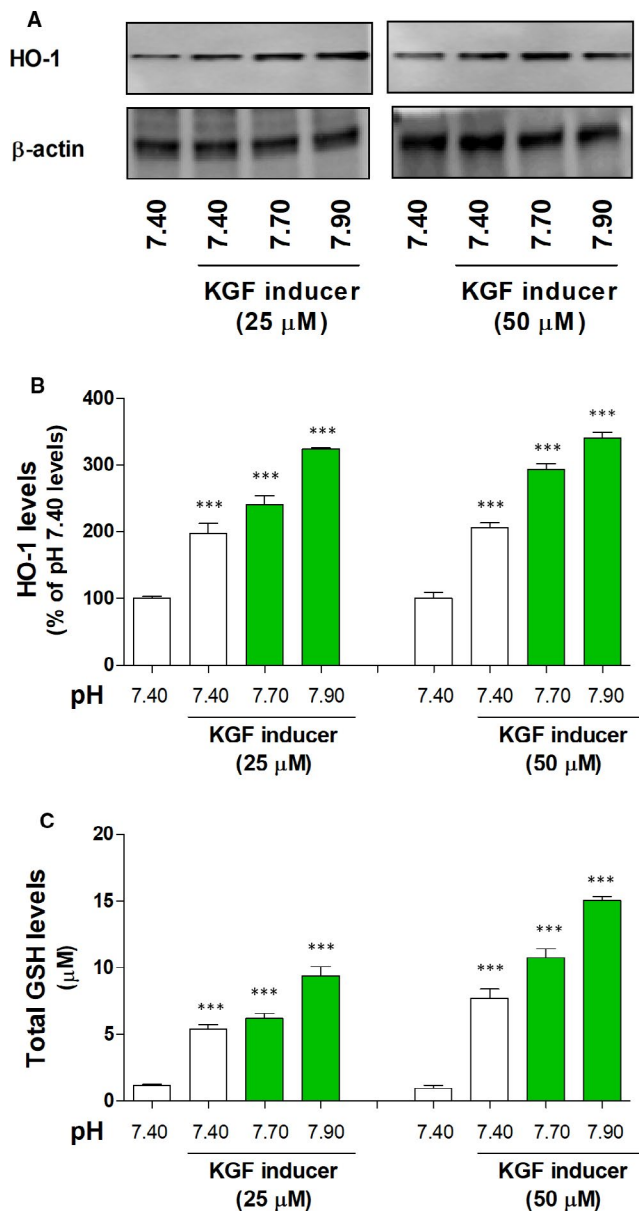 A
HO-1
β-actin
7.40 7.40 7.70 7.90 7.40 7.40 7.70 7.90
KGF inducer KGF inducer
(25 μM) (50 μM)
B
HO-1 levels
(% of pH 7.40 levels)
400
300
200
100
0
*** *** *** *** *** ***
pH 7.40 7.40 7.70 7.90 7.40 7.40 7.70 7.90
KGF inducer KGF inducer
(25 μM) (50 μM)
C
Total GSH levels
(μM)
20
15
10
5
0
*** *** *** *** *** ***
pH 7.40 7.40 7.70 7.90 7.40 7.40 7.70 7.90
KGF inducer KGF inducer
(25 μM) (50 μM)